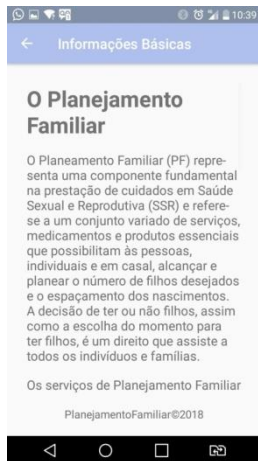 10:39
Informações Básicas
O Planejamento
Familiar
O Planeamento Familiar (PF) repre-
senta uma componente fundamental
na prestação de cuidados em Saúde
Sexual e Reprodutiva (SSR) e refere-
se a um conjunto variado de serviços,
medicamentos e produtos essenciais
que possibilitam às pessoas,
individuais e em casal, alcançar e
planear o número de filhos desejados
e o espaçamento dos nascimentos.
A decisão de ter ou não filhos, assim
como a escolha do momento para
ter filhos, é um direito que assiste a
todos os indivíduos e famílias.
Os serviços de Planejamento Familiar
PlanejamentoFamiliar©2018